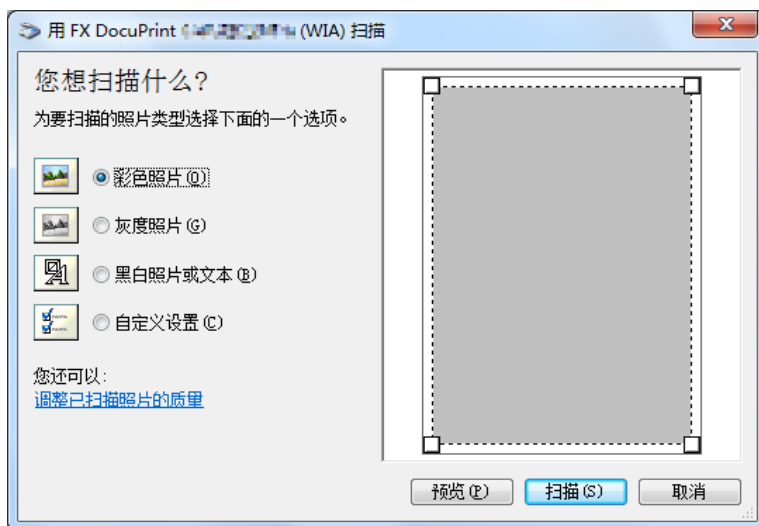 用 FX DocuPrint (WIA) 扫描
您想扫描什么?
为要扫描的照片类型选择下面的一个选项。
彩色照片(O)
灰度照片(G)
黑白照片或文本(B)
自定义设置(C)
您还可以:
调整已扫描照片的质量
预览(P)
扫描(S)
取消